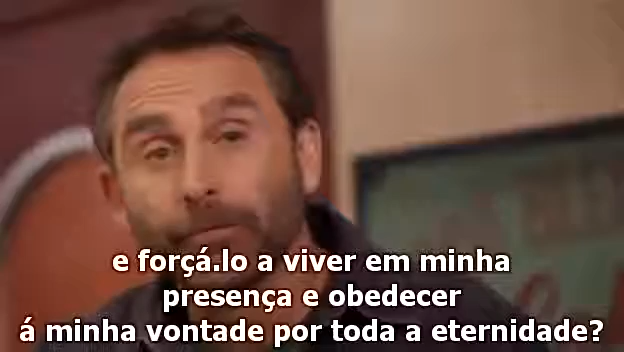 e forçá.lo a viver em minha
presença e obedecer
á minha vontade por toda a eternidade?